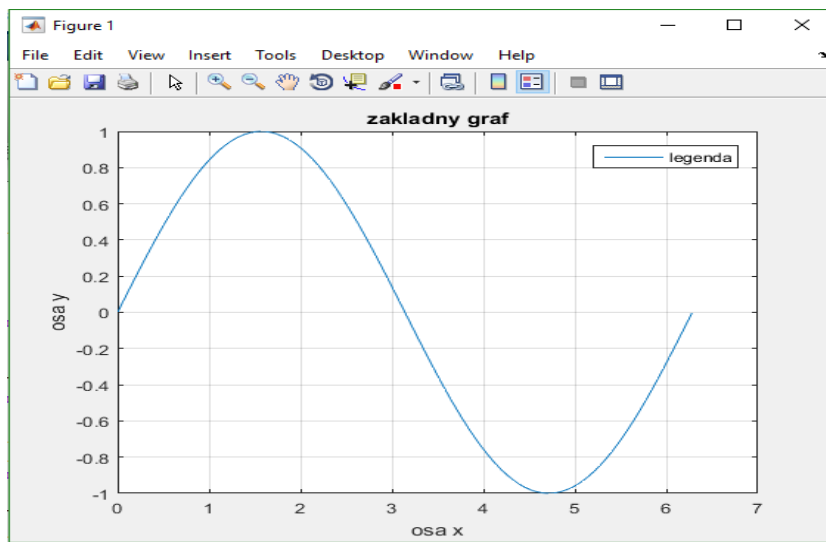 Figure 1
File Edit View Insert Tools Desktop Window Help
zakladny graf
legenda
1
0.8
0.6
0.4
0.2
0
-0.2
-0.4
-0.6
-0.8
-1
osa y
0 1 2 3 4 5 6 7
osa x